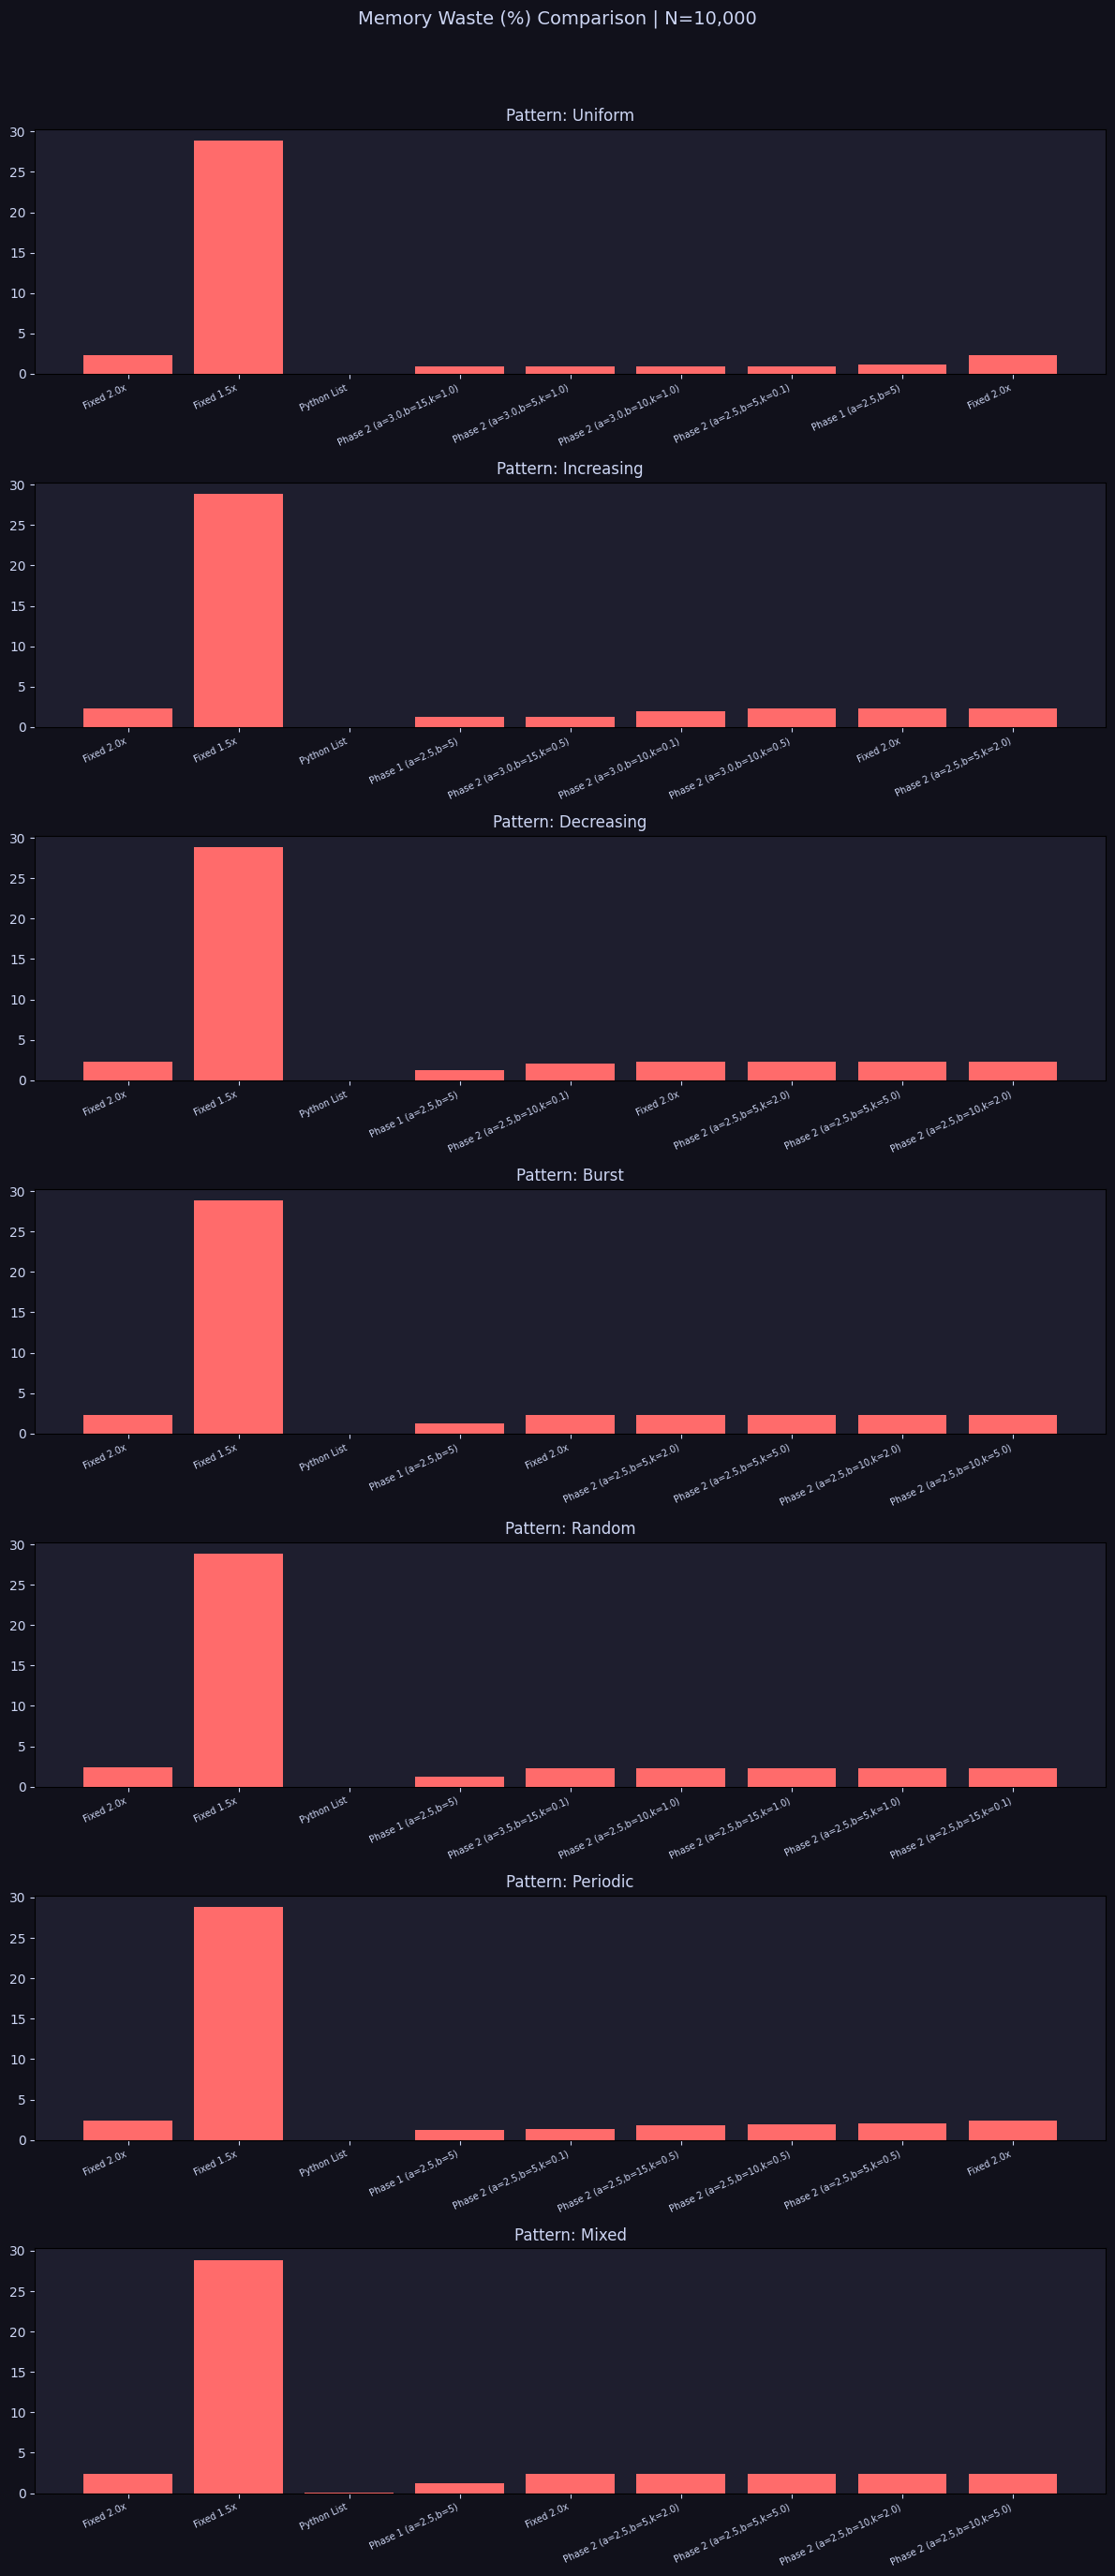 Memory Waste (%) Comparison | N=10,000
Pattern: Uniform
30
25
20
15
10
5
0
Fixed 2.0x
Fixed 1.5x
Python List
Phase 2 (a=3.0,b=15,k=1.0)
Phase 2 (a=3.0,b=5,k=1.0)
Phase 2 (a=3.0,b=10,k=1.0)
Phase 2 (a=2.5,b=5,k=0.1)
Phase 1 (a=2.5,b=5)
Fixed 2.0x
Pattern: Increasing
30
25
20
15
10
5
0
Fixed 2.0x
Fixed 1.5x
Python List
Phase 1 (a=2.5,b=5)
Phase 2 (a=3.0,b=15,k=0.5)
Phase 2 (a=3.0,b=10,k=0.1)
Phase 2 (a=3.0,b=10,k=0.5)
Fixed 2.0x
Phase 2 (a=2.5,b=5,k=2.0)
Pattern: Decreasing
30
25
20
15
10
5
0
Fixed 2.0x
Fixed 1.5x
Python List
Phase 1 (a=2.5,b=5)
Phase 2 (a=2.5,b=10,k=0.1)
Fixed 2.0x
Phase 2 (a=2.5,b=5,k=2.0)
Phase 2 (a=2.5,b=5,k=5.0)
Phase 2 (a=2.5,b=10,k=2.0)
Pattern: Burst
30
25
20
15
10
5
0
Fixed 2.0x
Fixed 1.5x
Python List
Phase 1 (a=2.5,b=5)
Fixed 2.0x
Phase 2 (a=2.5,b=5,k=2.0)
Phase 2 (a=2.5,b=5,k=5.0)
Phase 2 (a=2.5,b=10,k=2.0)
Phase 2 (a=2.5,b=10,k=5.0)
Pattern: Random
30
25
20
15
10
5
0
Fixed 2.0x
Fixed 1.5x
Python List
Phase 1 (a=2.5,b=5)
Phase 2 (a=3.5,b=15,k=0.1)
Phase 2 (a=2.5,b=10,k=1.0)
Phase 2 (a=2.5,b=15,k=1.0)
Phase 2 (a=2.5,b=5,k=1.0)
Phase 2 (a=2.5,b=15,k=0.1)
Pattern: Periodic
30
25
20
15
10
5
0
Fixed 2.0x
Fixed 1.5x
Python List
Phase 1 (a=2.5,b=5)
Phase 2 (a=2.5,b=5,k=0.1)
Phase 2 (a=2.5,b=15,k=0.5)
Phase 2 (a=2.5,b=10,k=0.5)
Phase 2 (a=2.5,b=5,k=0.5)
Fixed 2.0x
Pattern: Mixed
30
25
20
15
10
5
0
Fixed 2.0x
Fixed 1.5x
Python List
Phase 1 (a=2.5,b=5)
Fixed 2.0x
Phase 2 (a=2.5,b=5,k=2.0)
Phase 2 (a=2.5,b=5,k=5.0)
Phase 2 (a=2.5,b=10,k=2.0)
Phase 2 (a=2.5,b=10,k=5.0)